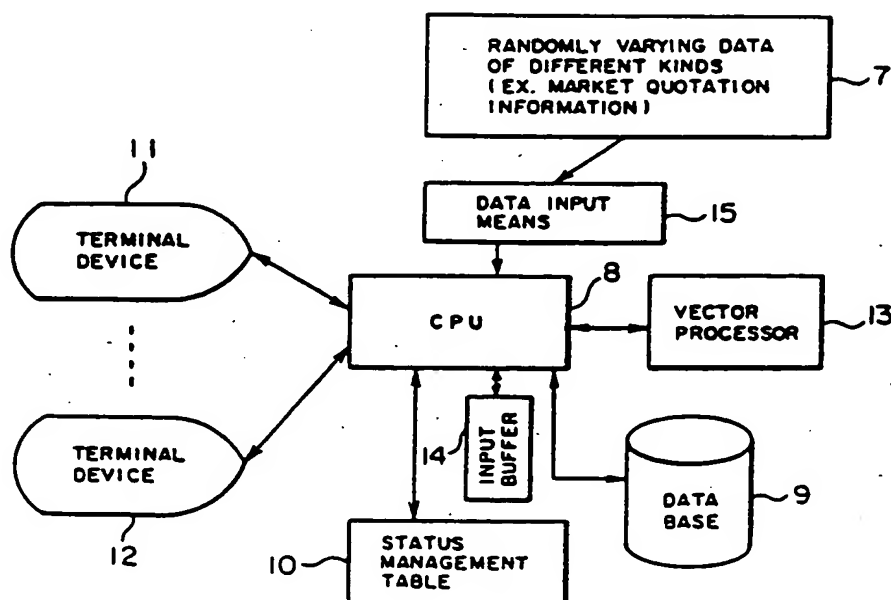 RANDOMLY VARYING DATA
OF DIFFERENT KINDS
(EX. MARKET QUOTATION
INFORMATION)
7
11
TERMINAL
DEVICE
DATA INPUT
MEANS
15
8
CPU
VECTOR
PROCESSOR
13
TERMINAL
DEVICE
12
14
INPUT
BUFFER
DATA
BASE
9
10
STATUS
MANAGEMENT
TABLE